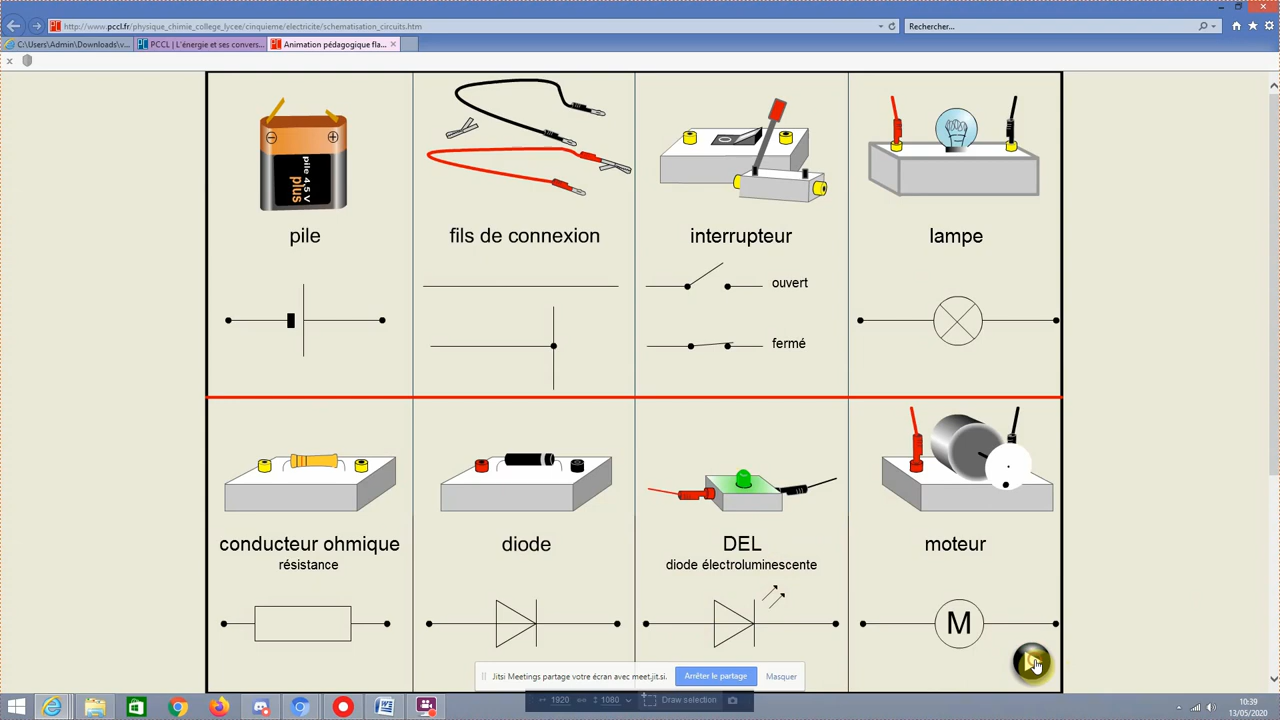 http://www.pccl.fr/physique_chimie_college_lycee/cinquieme/electricite/schematisation_circuits.htm
Rechercher...
C:\Users\Admin\Downloads\v...
PCCL | L'énergie et ses convers...
Animation pédagogique fla...
pile 4,5 V
plus
pile
fils de connexion
interrupteur
lampe
ouvert
fermé
conducteur ohmique
résistance
diode
DEL
diode électroluminescente
moteur
M
Jitsi Meetings partage votre écran avec meet.jit.si.
Arrêter le partage
Masquer
1920
1080
Draw selection
10:39
13/05/2020